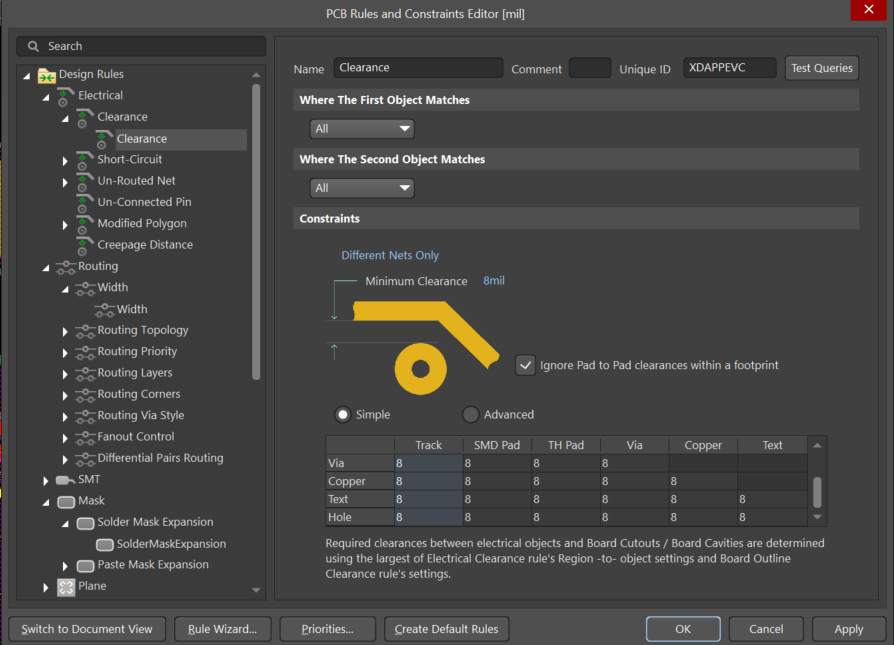 PCB Rules and Constraints Editor [mil]
Search
Design Rules
Electrical
Clearance
Clearance
Short-Circuit
Un-Routed Net
Un-Connected Pin
Modified Polygon
Creepage Distance
Routing
Width
Width
Routing Topology
Routing Priority
Routing Layers
Routing Corners
Routing Via Style
Fanout Control
Differential Pairs Routing
SMT
Mask
Solder Mask Expansion
SolderMaskExpansion
Paste Mask Expansion
Plane
Name Clearance Comment Unique ID XDAPPEVC Test Queries
Where The First Object Matches
All
Where The Second Object Matches
All
Constraints
Different Nets Only
Minimum Clearance 8mil
Ignore Pad to Pad clearances within a footprint
Simple Advanced
Track SMD Pad TH Pad Via Copper Text
Via 8 8 8 8
Copper 8 8 8 8 8
Text 8 8 8 8 8 8
Hole 8 8 8 8 8 8
Required clearances between electrical objects and Board Cutouts / Board Cavities are determined
using the largest of Electrical Clearance rule's Region -to- object settings and Board Outline
Clearance rule's settings.
Switch to Document View Rule Wizard... Priorities... Create Default Rules OK Cancel Apply